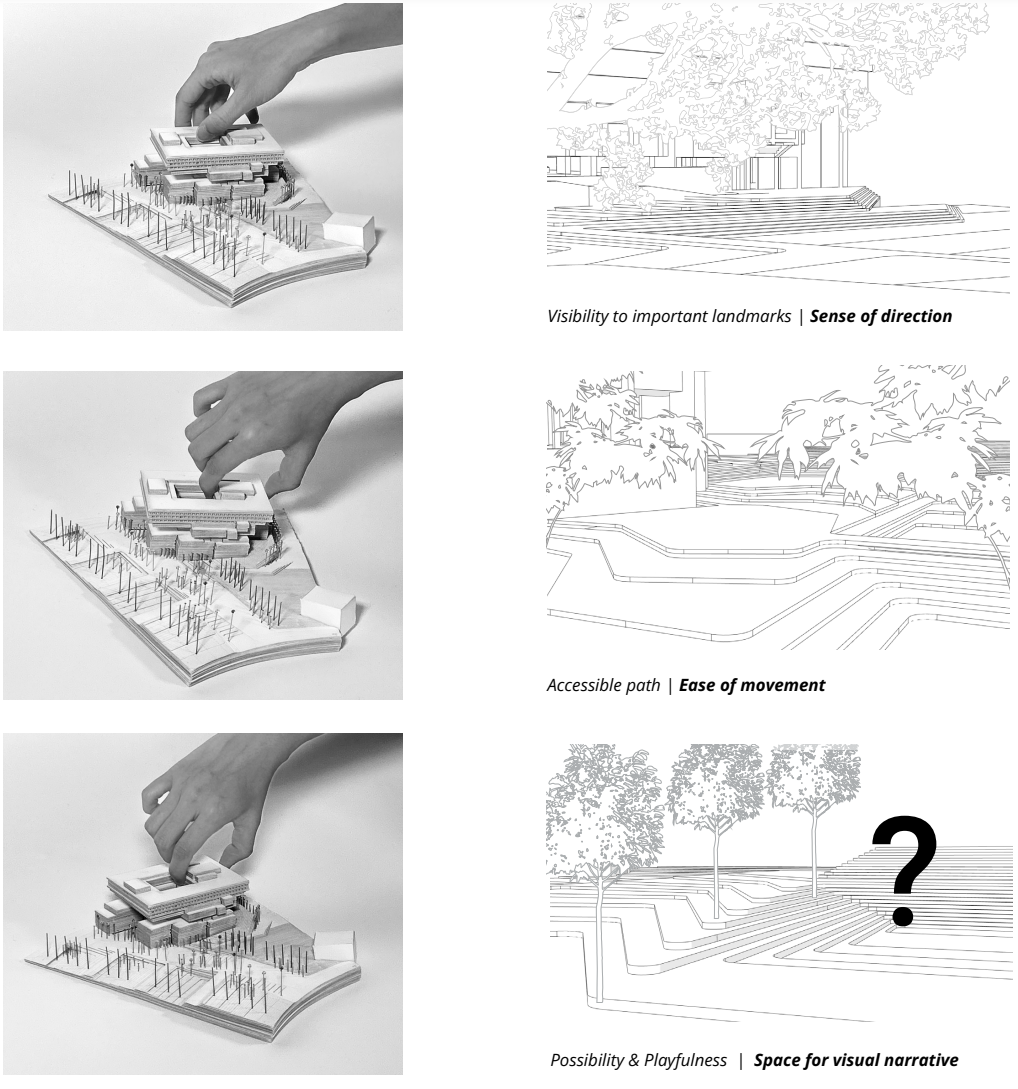 Visibility to important landmarks | Sense of direction
Accessible path | Ease of movement
?
Possibility & Playfulness | Space for visual narrative